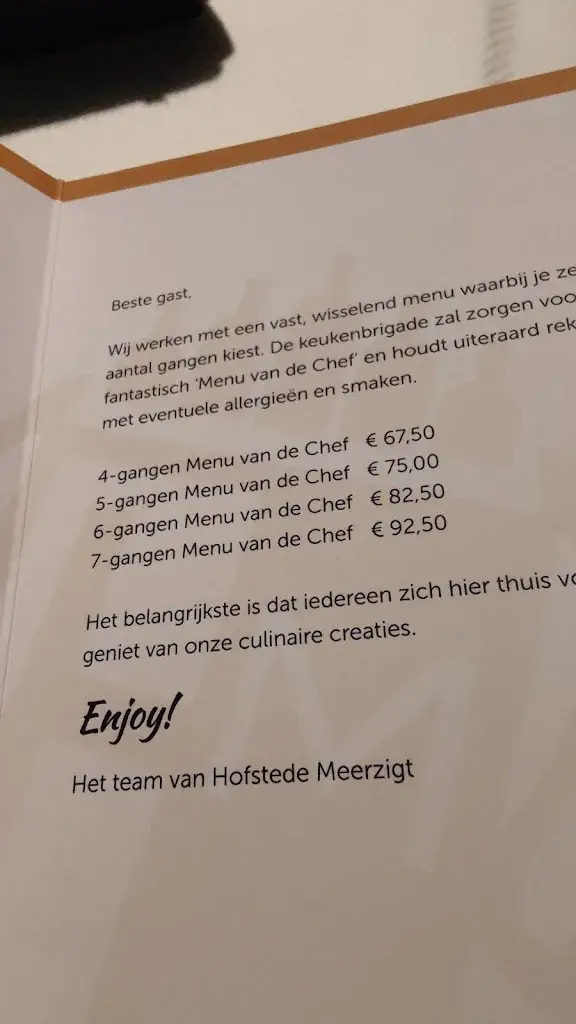 Beste gast,
Wij werken met een vast, wisselend menu waarbij je
aantal gangen kiest. De keukenbrigade zal zorgen
fantastisch 'Menu van de Chef' en houdt uiteraard
met eventuele allergieën en smaken.
4-gangen Menu van de Chef € 67,50
5-gangen Menu van de Chef € 75,00
6-gangen Menu van de Chef € 82,50
7-gangen Menu van de Chef € 92,50
Het belangrijkste is dat iedereen zich hier thuis
geniet van onze culinaire creaties.
Enjoy!
Het team van Hofstede Meerzigt